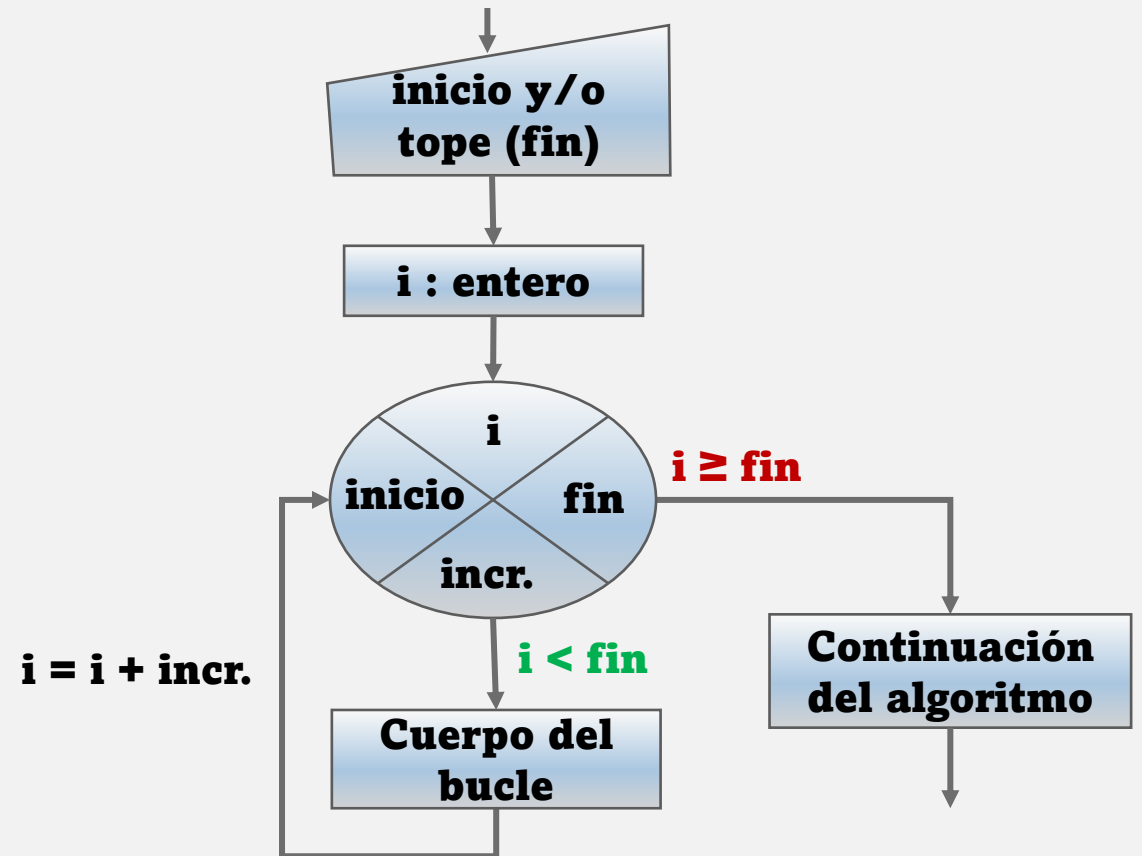 inicio y/o
tope (fin)
i : entero
i
inicio
fin
incr.
i ≥ fin
i < fin
i = i + incr.
Cuerpo del
bucle
Continuación
del algoritmo